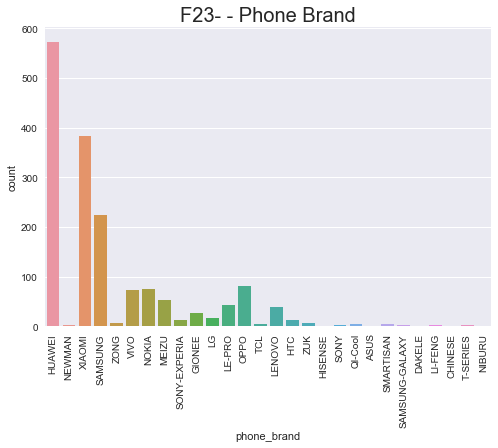 F23- - Phone Brand
600
500
400
300
200
100
0
count
HUAWEI
NEWMAN
XIAOMI
SAMSUNG
ZONG
VIVO
NOKIA
MEIZU
SONY-EXPERIA
GIONEE
LG
LE-PRO
OPPO
TCL
LENOVO
HTC
ZUK
HISENSE
SONY
QI-Cool
ASUS
SMARTISAN
SAMSUNG-GALAXY
DAKELE
LI-FENG
CHINESE
T-SERIES
NIBURU
phone_brand